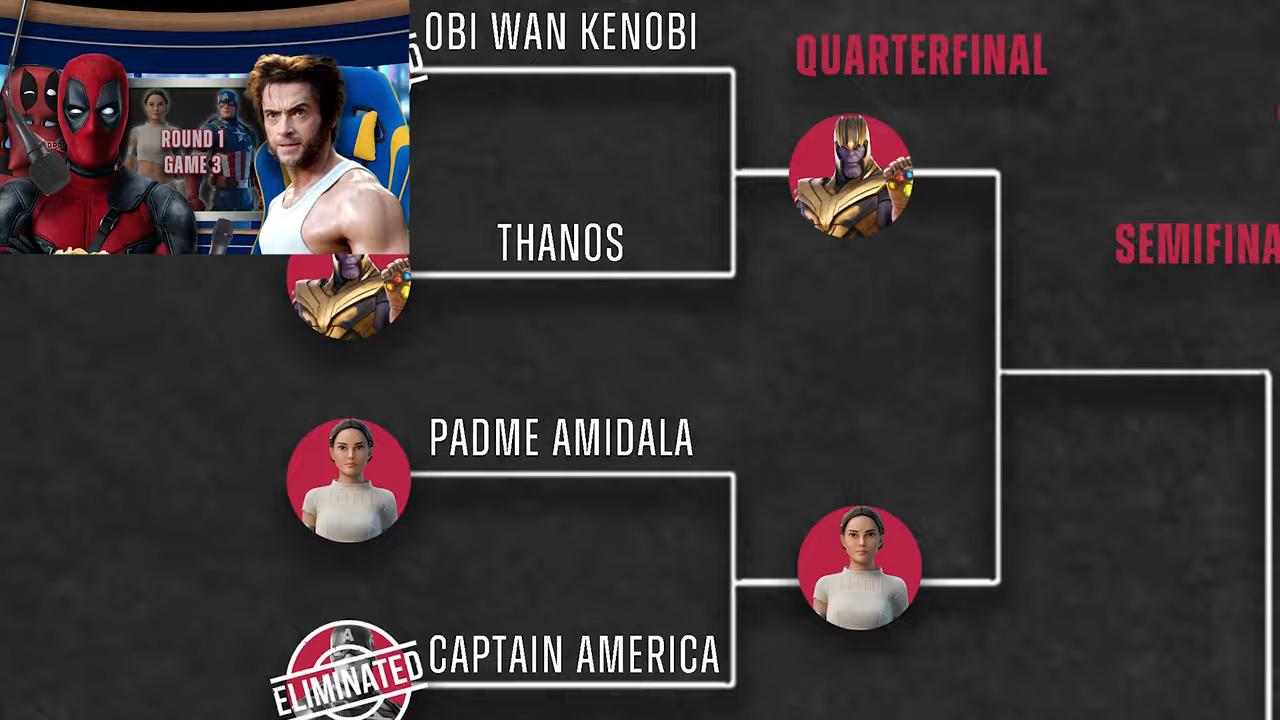 OBI WAN KENOBI
QUARTERFINAL
ROUND 1
GAME 3
THANOS
SEMIFINA
PADME AMIDALA
CAPTAIN AMERICA
A
ELIMINATED